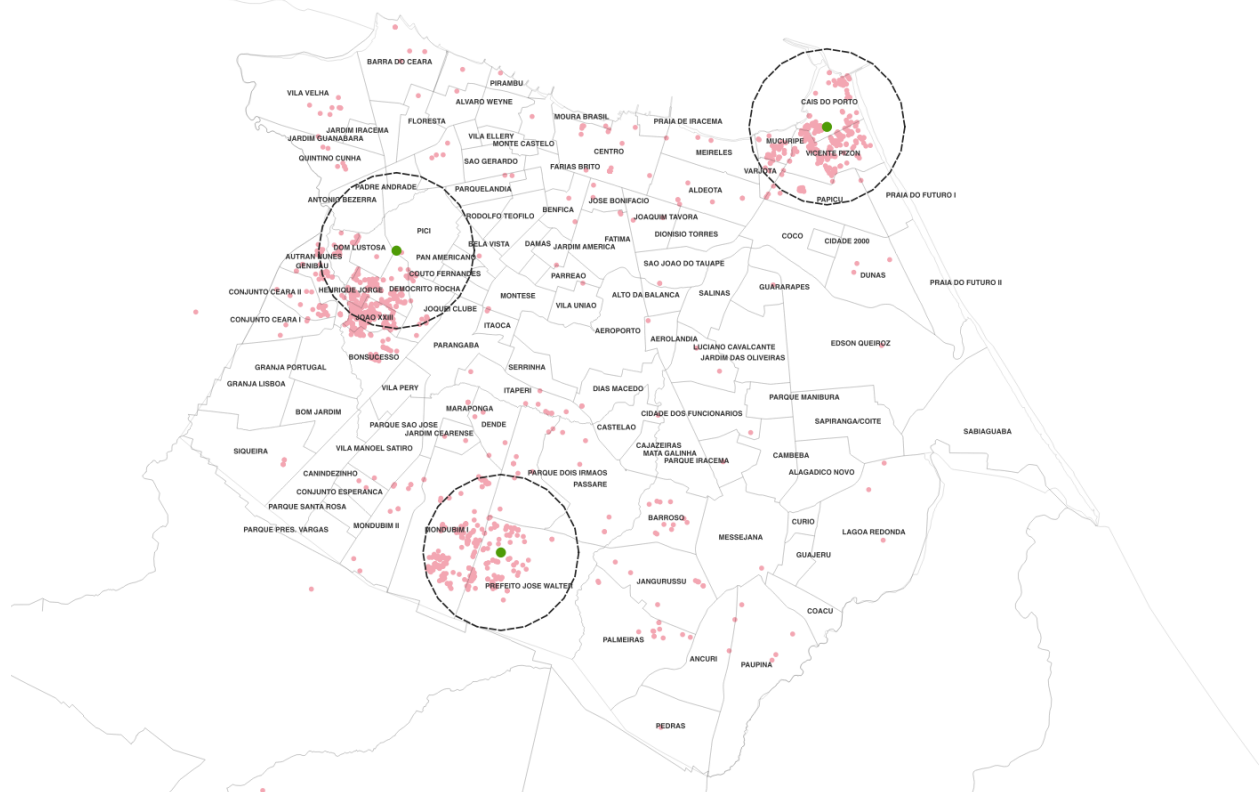 BARRA DO CEARA
PIRAMBU
VILA VELHA
ALVARO WEYNE
CAIS DO PORTO
MOURA BRASIL
FLORESTA
PRAIA DE IRACEMA
JARDIM IRACEMA
JARDIM GUANABARA
VILA ELLERY
MONTE CASTELO
MUCURIPE
QUINTINO CUNHA
SAO GERARDO
FARIAS BRITO
CENTRO
MEIRELES
VICENTE PIZON
VARJOTA
PADRE ANDRADE
PARQUELANDIA
ALDEOTA
PRAIA DO FUTURO I
ANTONIO BEZERRA
JOSE BONIFACIO
PAPICU
BENFICA
RODOLFO TEOFILO
JOAQUIM TAVORA
PICI
DIONISIO TORRES
COCO
CIDADE 2000
FATIMA
DOM LUSTOSA
BELA VISTA
DAMAS
JARDIM AMERICA
AUTRAN NUNES
PAN AMERICANO
GENIBAU
SAO JOAO DO TAUAPE
COUTO FERNANDES
PARREAO
DUNAS
PRAIA DO FUTURO II
CONJUNTO CEARA II
HENRIQUE JORGE
DEMOCRITO ROCHA
MONTESE
ALTO DA BALANCA
SALINAS
GUARARAPES
VILA UNIAO
JOQUEI CLUBE
CONJUNTO CEARA I
JOAO XXIII
ITAOCA
AEROPORTO
AEROLANDIA
EDSON QUEIROZ
PARANGABA
LUCIANO CAVALCANTE
BONSUCESSO
JARDIM DAS OLIVEIRAS
GRANJA PORTUGAL
SERRINHA
GRANJA LISBOA
VILA PERY
ITAPERI
DIAS MACEDO
PARQUE MANIBURA
BOM JARDIM
MARAPONGA
CIDADE DOS FUNCIONARIOS
PARQUE SAO JOSE
DENDE
CASTELAO
SAPIRANGA/COITE
JARDIM CEARENSE
SABIAGUABA
SIQUEIRA
VILA MANOEL SATIRO
CAJAZEIRAS
MATA GALINHA
PARQUE IRACEMA
CAMBEBA
CANINDEZINHO
PARQUE DOIS IRMAOS
ALAGADICO NOVO
PASSARE
CONJUNTO ESPERANCA
PARQUE SANTA ROSA
BARROSO
CURIO
PARQUE PRES. VARGAS
MONDUBIM II
MONDUBIM I
MESSEJANA
LAGOA REDONDA
GUAJERU
PREFEITO JOSE WALTER
JANGURUSSU
COACU
PALMEIRAS
ANCURI
PAUPINA
PEDRAS